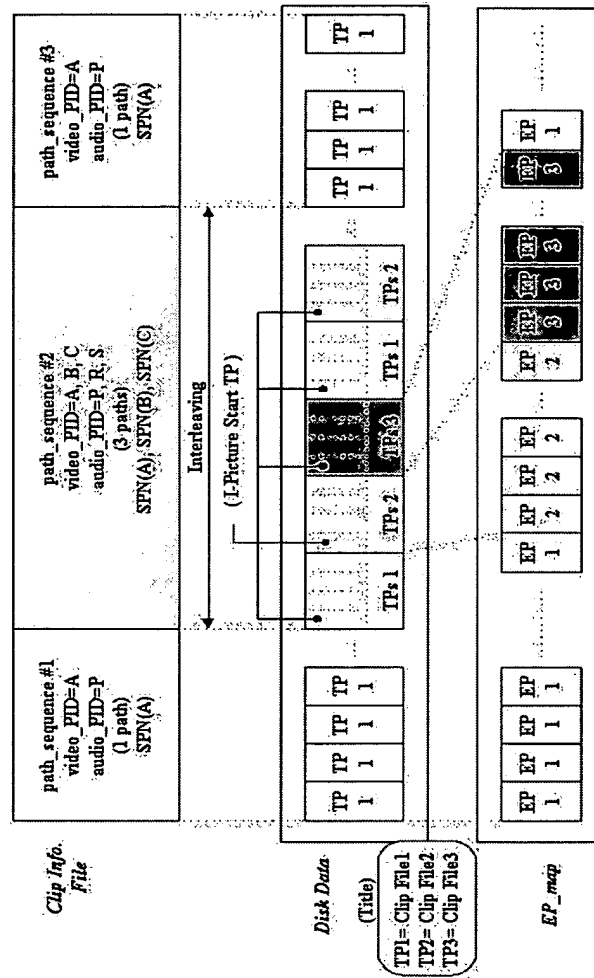 Clip Info.
File
path_sequence #1
video_PID=A
audio_PID=P
(1 path)
SPN(A)
path_sequence #2
video_PID=A, B, C
audio_PID=P, R, S
(3 paths)
SPN(A), SPN(B), SPN(C)
path_sequence #3
video_PID=A
audio_PID=P
(1 path)
SPN(A)
Interleaving
( I-Picture Start TP )
Disk Data
(Title)
TP1= Clip File1
TP2= Clip File2
TP3= Clip File3
TP
1
TP
1
TP
1
TP
1
TPs 1
TPs 2
TPs 3
TPs 1
TPs 2
TP
1
TP
1
TP
1
TP
1
EP_map
EP
1
EP
1
EP
1
EP
1
EP
1
EP
2
EP
2
EP
2
EP
2
EP
3
EP
3
EP
3
EP
3
EP
1